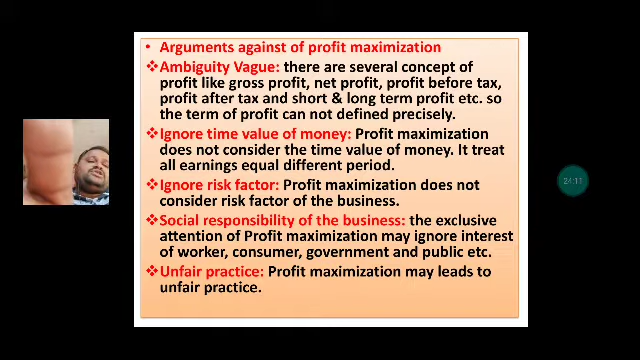 • Arguments against of profit maximization
❖Ambiguity Vague: there are several concept of
profit like gross profit, net profit, profit before tax,
profit after tax and short & long term profit etc. so
the term of profit can not defined precisely.
❖Ignore time value of money: Profit maximization
does not consider the time value of money. It treat
all earnings equal different period.
❖Ignore risk factor: Profit maximization does not
consider risk factor of the business.
❖Social responsibility of the business: the exclusive
attention of Profit maximization may ignore interest
of worker, consumer, government and public etc.
❖Unfair practice: Profit maximization may leads to
unfair practice.
24:11